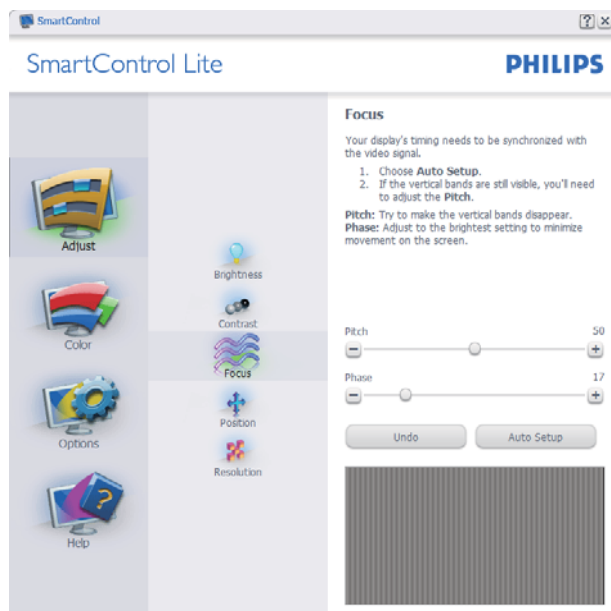 SmartControl
SmartControl Lite
PHILIPS
Adjust
Color
Options
Help
Brightness
Contrast
Focus
Position
Resolution
Focus
Your display's timing needs to be synchronized with
the video signal.
1. Choose Auto Setup.
2. If the vertical bands are still visible, you'll need
to adjust the Pitch.
Pitch: Try to make the vertical bands disappear.
Phase: Adjust to the brightest setting to minimize
movement on the screen.
Pitch 50
Phase 17
Undo Auto Setup